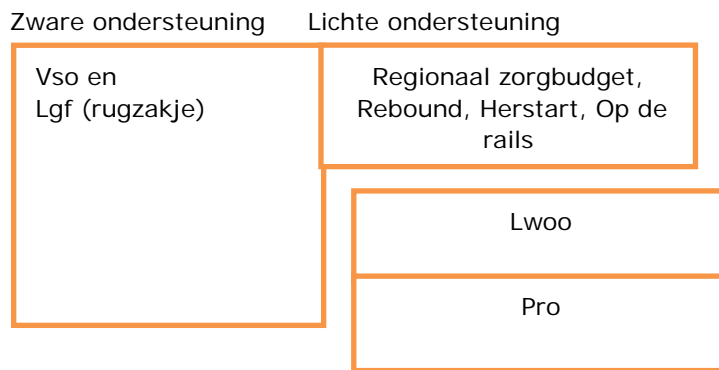 Zware ondersteuning Lichte ondersteuning
Vso en
Lgf (rugzakje)
Regionaal zorgbudget,
Rebound, Herstart, Op de
rails
Lwoo
Pro